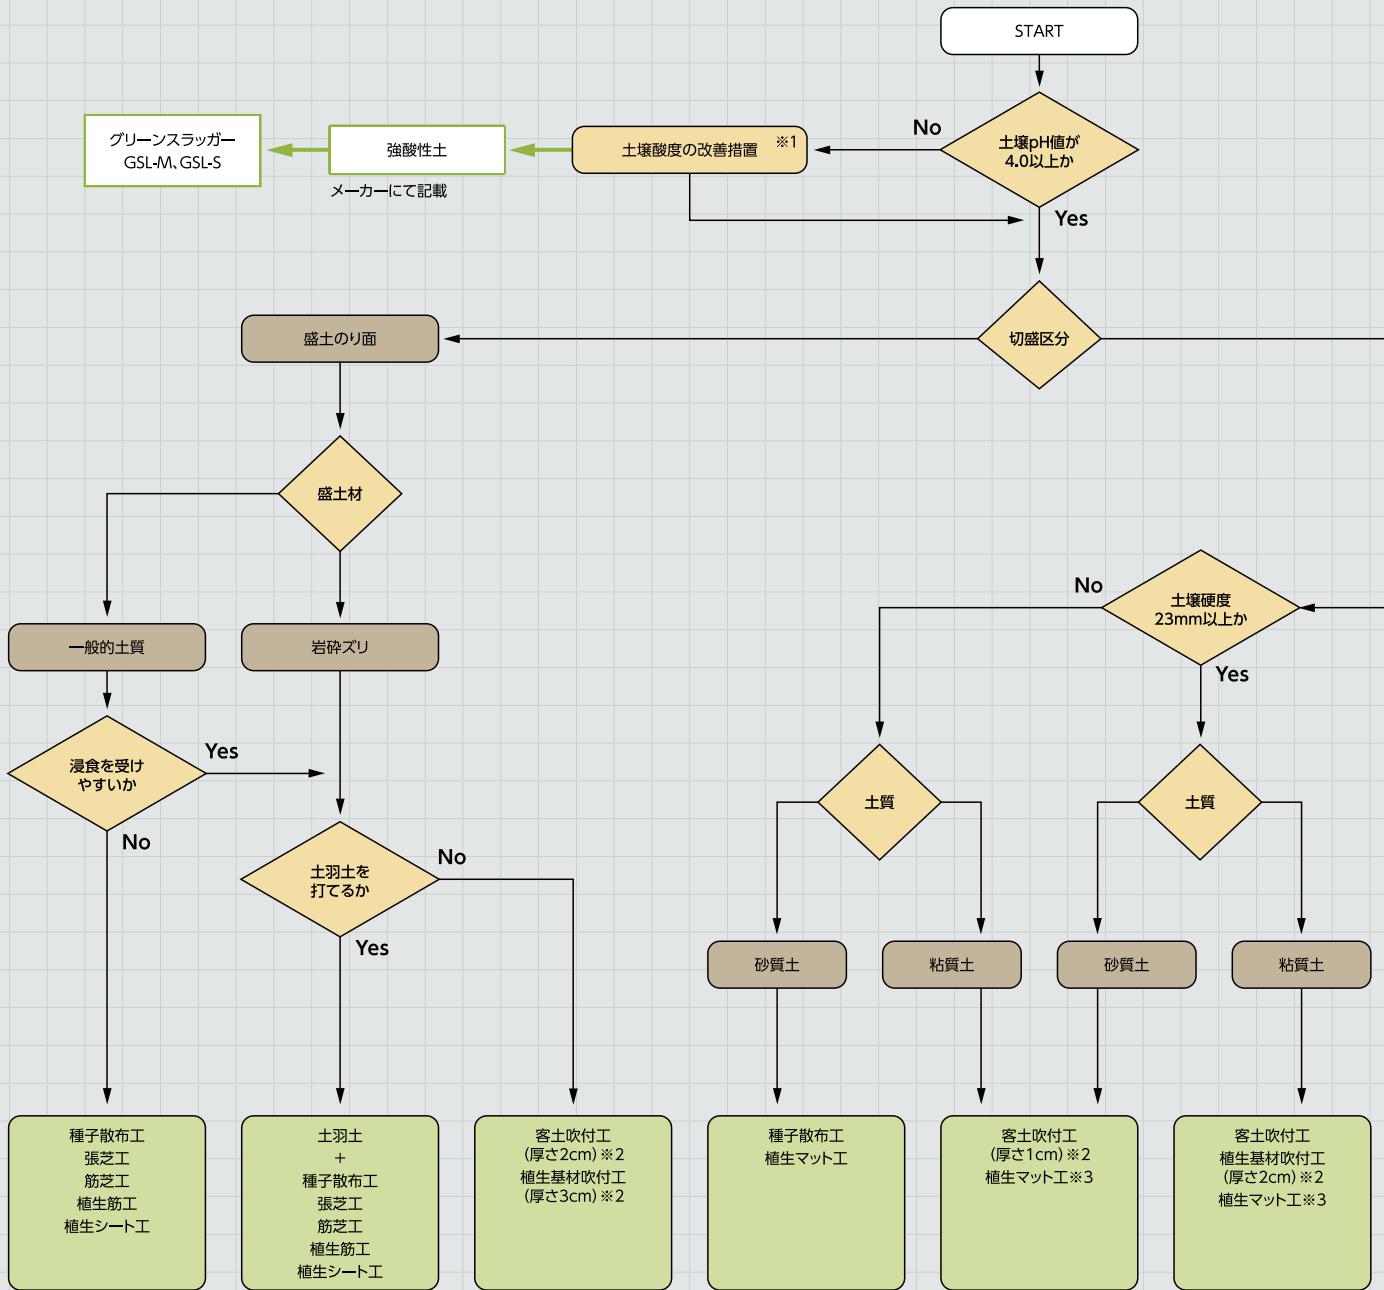 START
土壌pH値が
4.0以上か
No
Yes
土壌酸度の改善措置 ※1
強酸性土
メーカーにて記載
グリーンスラッガー
GSL-M、GSL-S
切盛区分
盛土のり面
盛土材
一般的土質
岩砕ズリ
浸食を受け
やすいか
Yes
No
土羽土を
打てるか
No
Yes
土壌硬度
23mm以上か
No
Yes
土質
土質
砂質土
粘質土
砂質土
粘質土
種子散布工
張芝工
筋芝工
植生筋工
植生シート工
土羽土
+
種子散布工
張芝工
筋芝工
植生筋工
植生シート工
客土吹付工
(厚さ2cm)※2
植生基材吹付工
(厚さ3cm)※2
種子散布工
植生マット工
客土吹付工
(厚さ1cm)※2
植生マット工※3
客土吹付工
植生基材吹付工
(厚さ2cm)※2
植生マット工※3